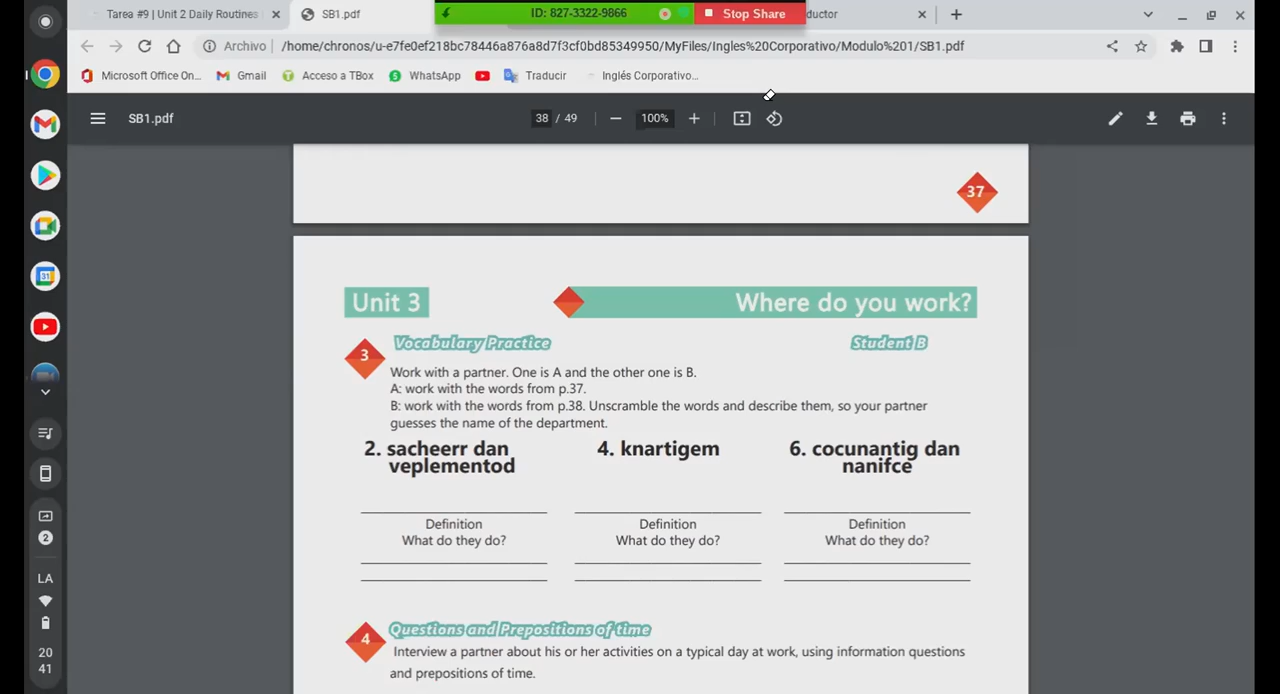 Tarea #9 | Unit 2 Daily Routines
SB1.pdf
ID: 827-3322-9866
Stop Share
ductor
Archivo
/home/chronos/u-e7fe0ef218bc78446a876a8d7f3cf0bd85349950/MyFiles/Ingles%20Corporativo/Modulo%201/SB1.pdf
Microsoft Office On...
Gmail
Acceso a TBox
WhatsApp
Traducir
Inglés Corporativo...
SB1.pdf
38 / 49
100%
37
Unit 3
Where do you work?
3
Vocabulary Practice
Student B
Work with a partner. One is A and the other one is B.
A: work with the words from p.37.
B: work with the words from p.38. Unscramble the words and describe them, so your partner
guesses the name of the department.
2. sacheerr dan
veplementod
4. knartigem
6. cocunantig dan
nanifce
Definition
What do they do?
Definition
What do they do?
Definition
What do they do?
4
Questions and Prepositions of time
Interview a partner about his or her activities on a typical day at work, using information questions
and prepositions of time.
31
2
LA
20
41